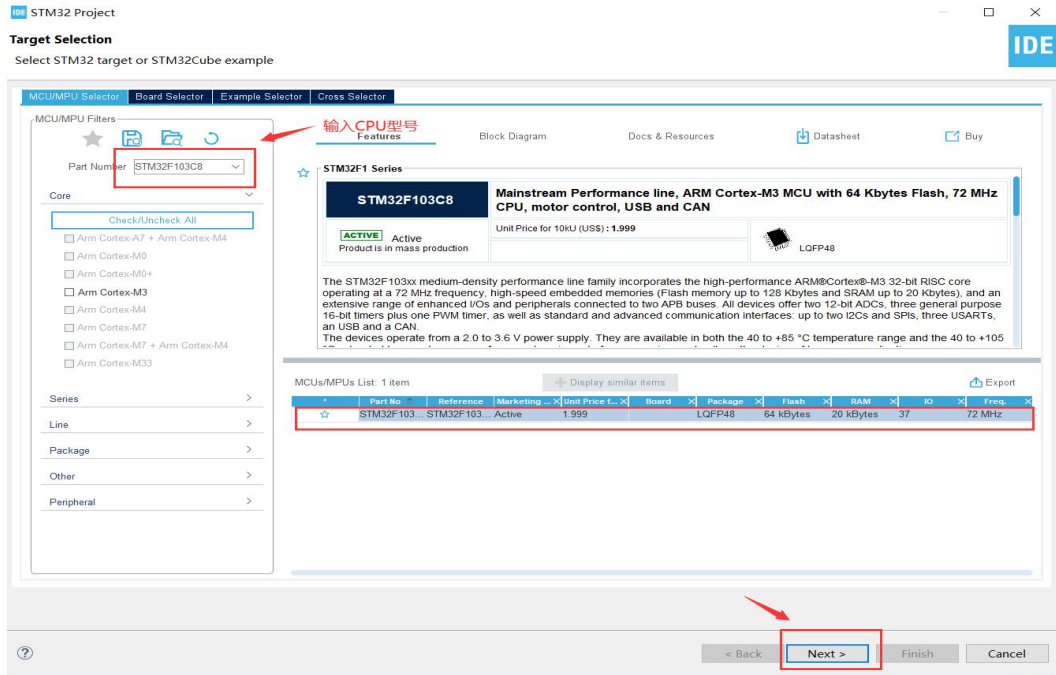 IDE STM32 Project
Target Selection
IDE
Select STM32 target or STM32Cube example
MCU/MPU Selector Board Selector Example Selector Cross Selector
MCU/MPU Filters
输入CPU型号
Part Number STM32F103C8
Core
Check/Uncheck All
Arm Cortex-A7 + Arm Cortex-M4
Arm Cortex-M0
Arm Cortex-M0+
Arm Cortex-M3
Arm Cortex-M4
Arm Cortex-M7
Arm Cortex-M7 + Arm Cortex-M4
Arm Cortex-M33
Series
Line
Package
Other
Peripheral
Features Block Diagram Docs & Resources Datasheet Buy
STM32F1 Series
STM32F103C8
Mainstream Performance line, ARM Cortex-M3 MCU with 64 Kbytes Flash, 72 MHz
CPU, motor control, USB and CAN
ACTIVE Active
Product is in mass production
Unit Price for 10kU (US$) : 1.999
LQFP48
The STM32F103xx medium-density performance line family incorporates the high-performance ARM®Cortex®-M3 32-bit RISC core
operating at a 72 MHz frequency, high-speed embedded memories (Flash memory up to 128 Kbytes and SRAM up to 20 Kbytes), and an
extensive range of enhanced I/Os and peripherals connected to two APB buses. All devices offer two 12-bit ADCs, three general purpose
16-bit timers plus one PWM timer, as well as standard and advanced communication interfaces: up to two I2Cs and SPIs, three USARTs,
an USB and a CAN.
The devices operate from a 2.0 to 3.6 V power supply. They are available in both the 40 to +85 °C temperature range and the 40 to +105
MCUs/MPUs List: 1 item Display similar items Export
* Part No Reference Marketing ... Unit Price f... Board Package Flash RAM IO Freq.
STM32F103... STM32F103... Active 1.999 LQFP48 64 kBytes 20 kBytes 37 72 MHz
? < Back Next > Finish Cancel